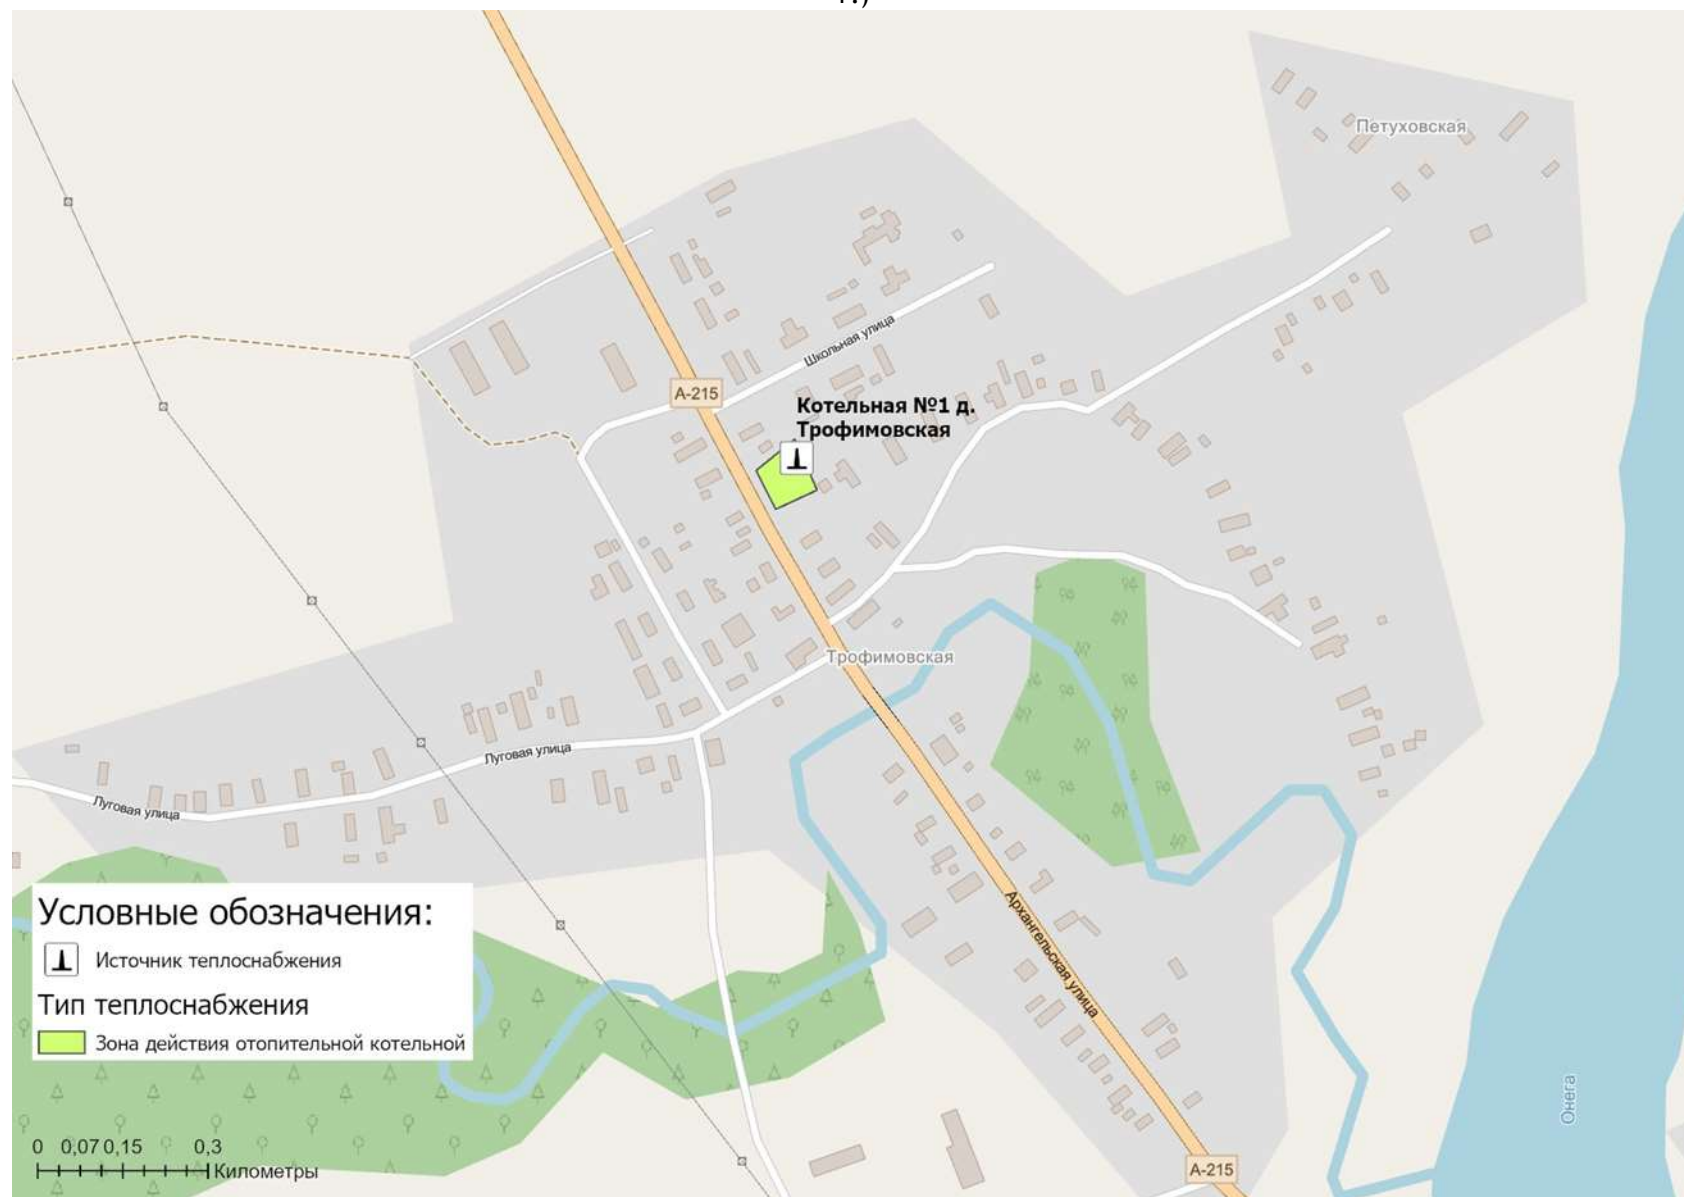 Петуховская
Школьная улица
А-215
Котельная №1 д.
Трофимовская
Трофимовская
Луговая улица
Луговая улица
Архангельская улица
Условные обозначения:
Источник теплоснабжения
Тип теплоснабжения
Зона действия отопительной котельной
Онега
0 0,07 0,15 0,3
Километры
А-215